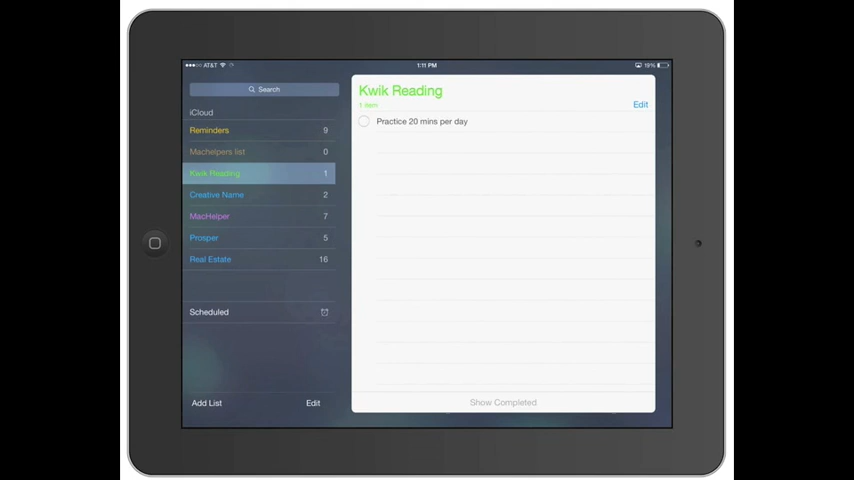 AT&T 1:11 PM 19%
Search
iCloud
Reminders 9
Machelpers list 0
Kwik Reading 1
Creative Name 2
MacHelper 7
Prosper 5
Real Estate 16
Scheduled
Add List Edit
Kwik Reading
1 item
Edit
Practice 20 mins per day
Show Completed